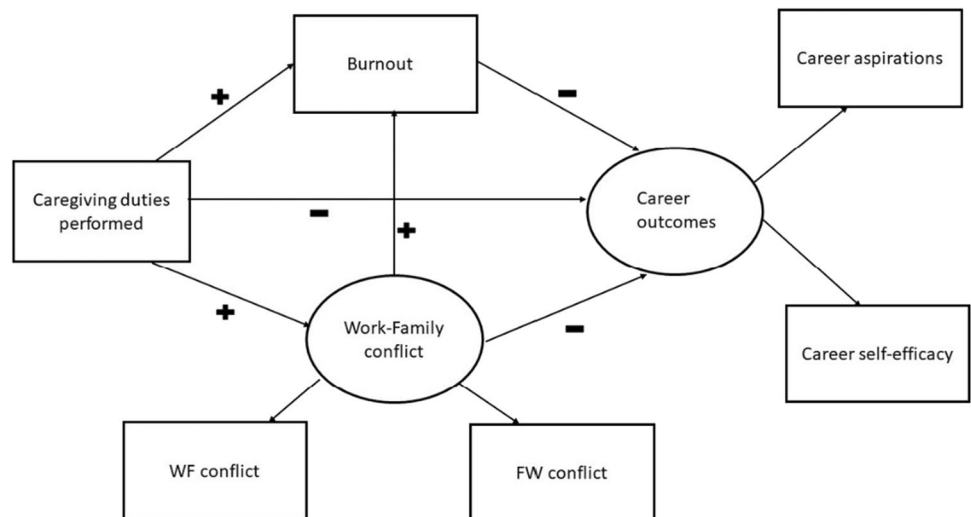 Burnout
Career aspirations
+
−
Caregiving duties
performed
Career
outcomes
−
+
+
Work-Family
conflict
−
Career self-efficacy
WF conflict
FW conflict